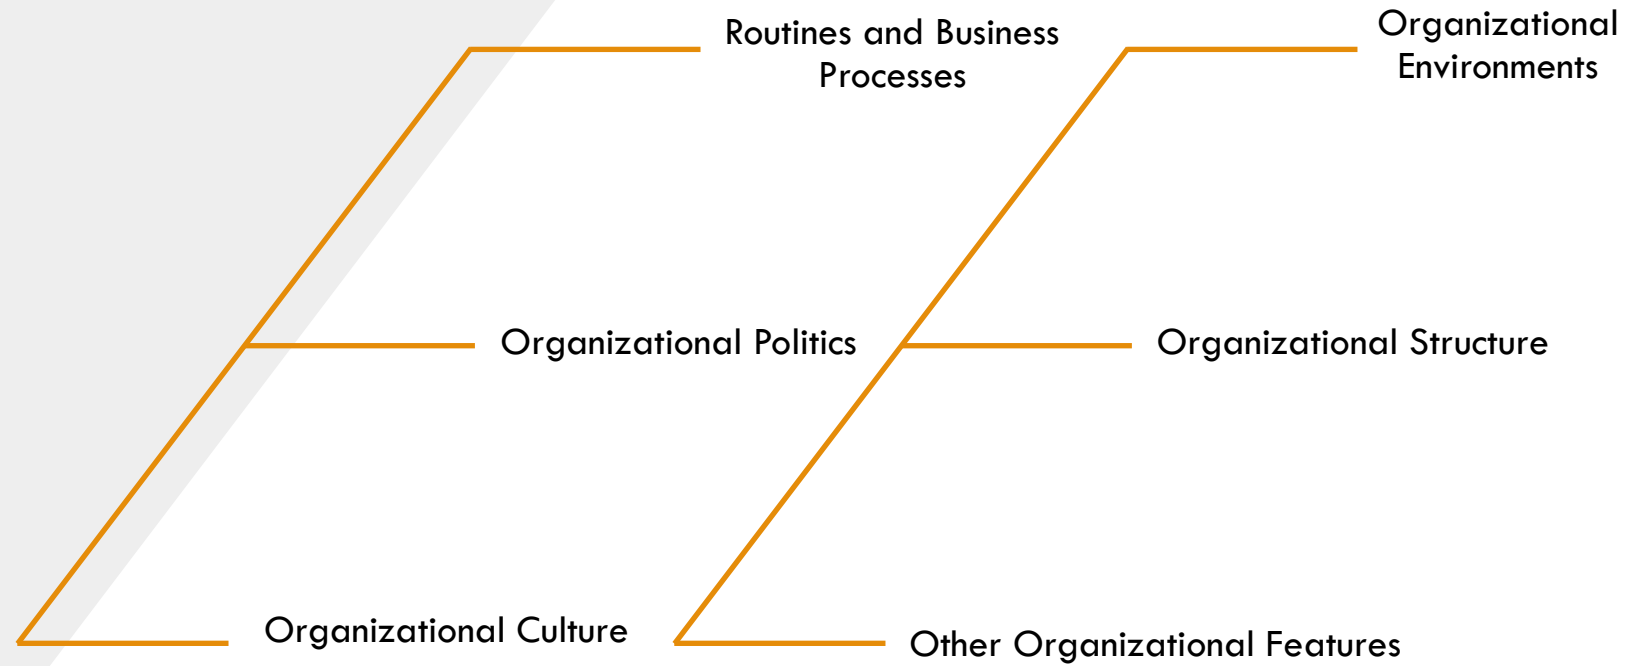 Routines and Business
Processes
Organizational Politics
Organizational Culture
Organizational
Environments
Organizational Structure
Other Organizational Features